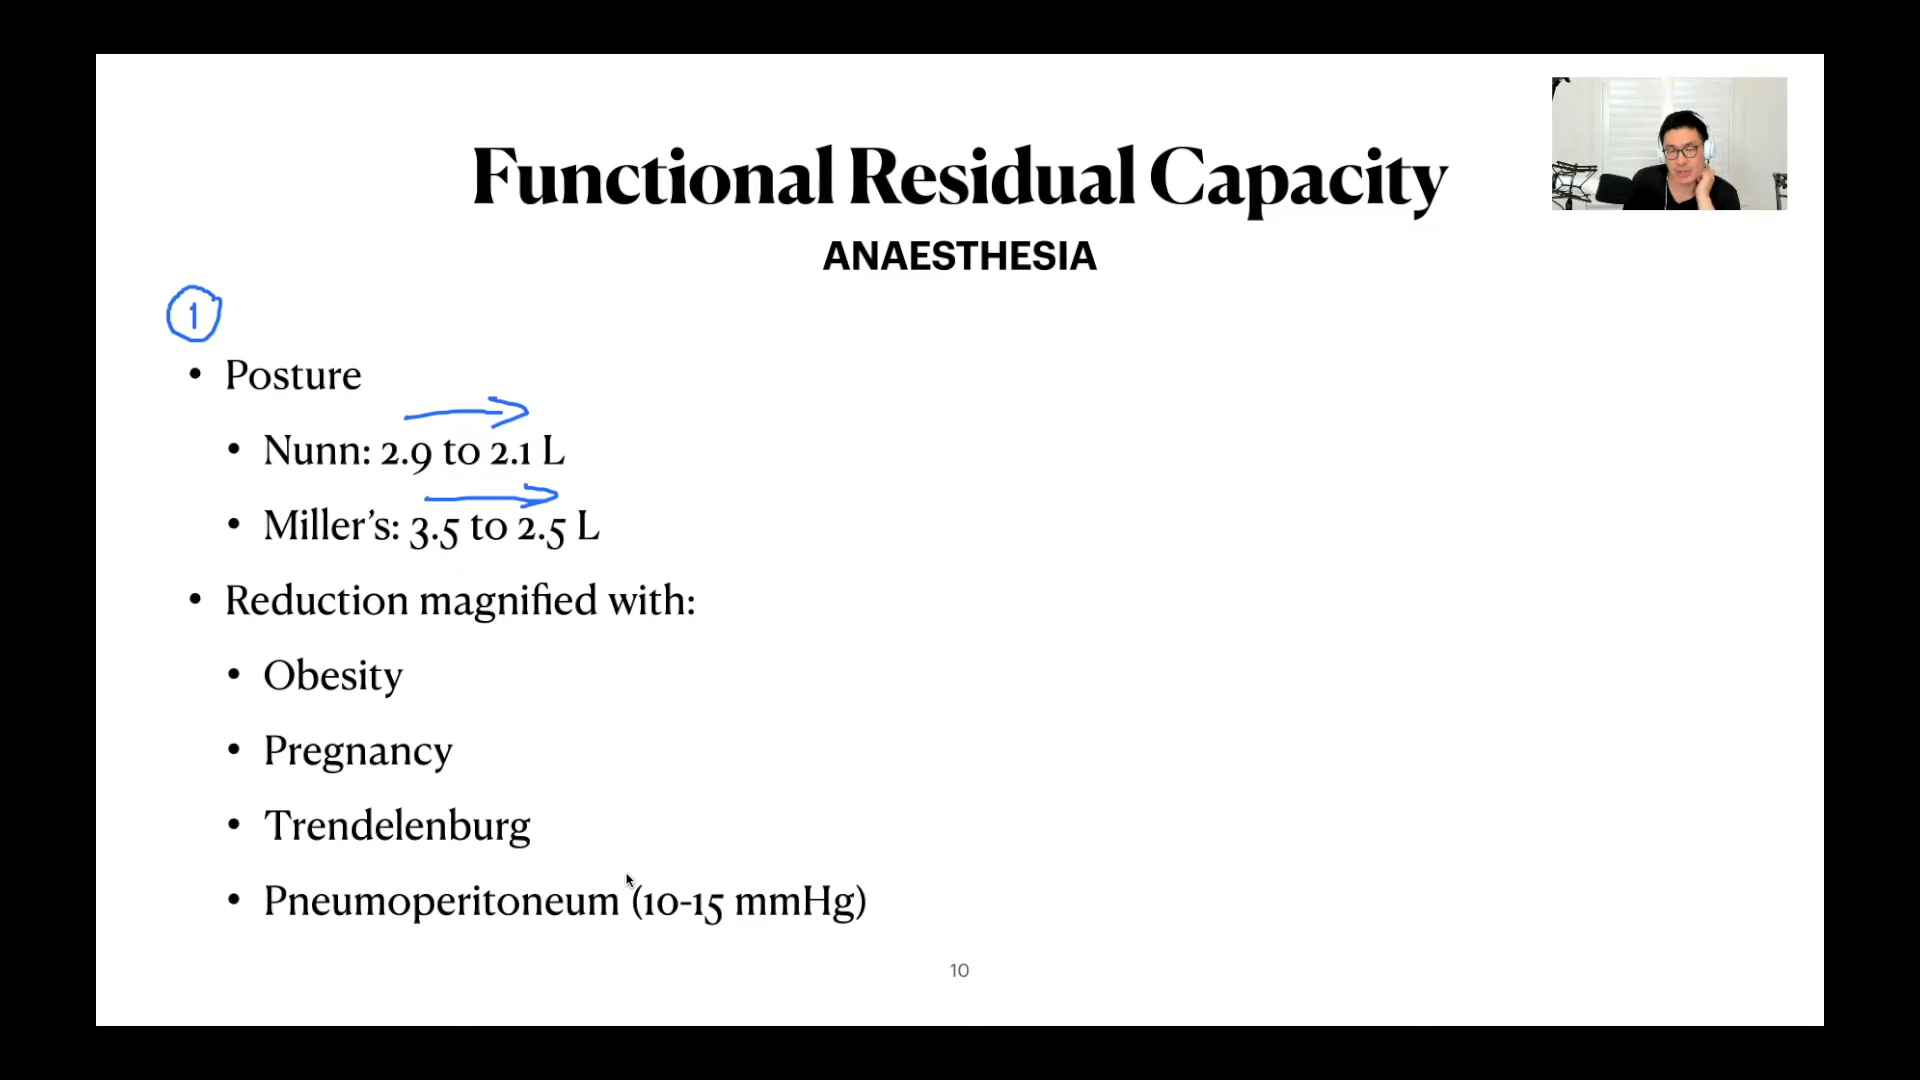 Functional Residual Capacity
ANAESTHESIA
1
• Posture
• Nunn: 2.9 to 2.1 L
• Miller’s: 3.5 to 2.5 L
• Reduction magnified with:
• Obesity
• Pregnancy
• Trendelenburg
• Pneumoperitoneum (10-15 mmHg)
10